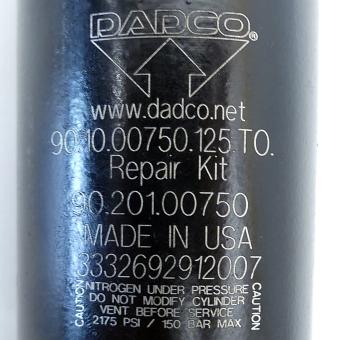 DADCO®
www.dadco.net
90.10.00750.125.TO.
Repair Kit
90.201.00750
MADE IN USA
3332692912007
CAUTION
NITROGEN UNDER PRESSURE
DO NOT MODIFY CYLINDER
VENT BEFORE SERVICE
2175 PSI / 150 BAR MAX
CAUTION